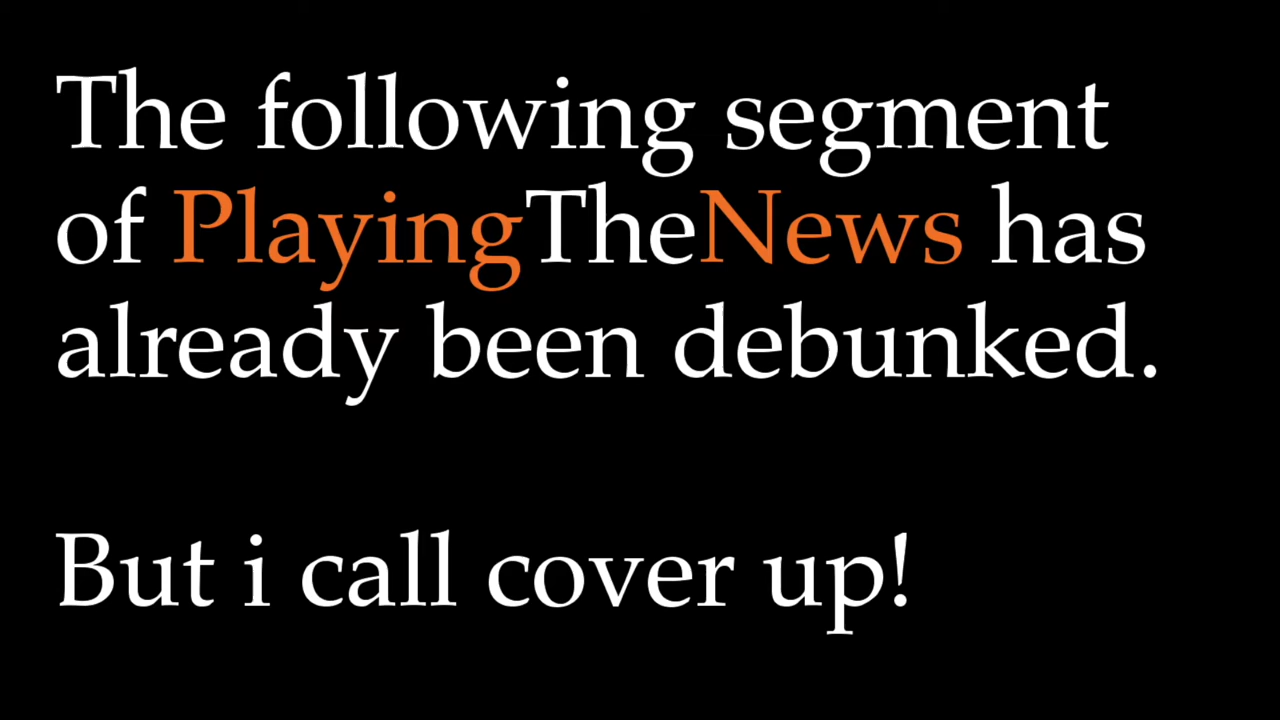 The following segment
of PlayingTheNews has
already been debunked.
But i call cover up!